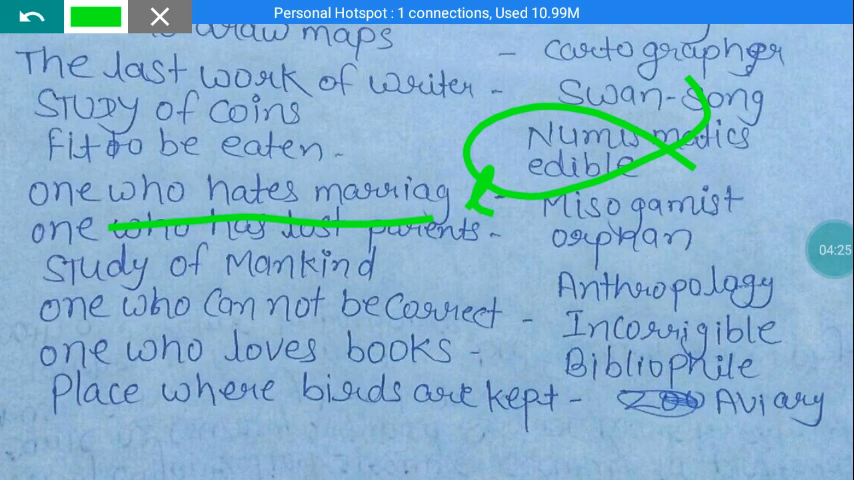 Personal Hotspot : 1 connections, Used 10.99M
to draw maps - cartographer
The last work of writer - Swan-Song
STUDY of coins Numismatics
Fit to be eaten - edible
one who hates marriag - Misogamist
one who has lost parents - orphan
Study of Mankind Anthropology
one who can not be correct - Incorrigible
one who loves books - Bibliophile
Place where birds are kept - Aviary
04:25